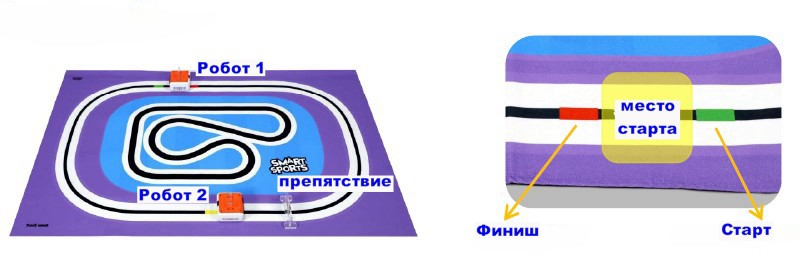 Робот 1
SMART
SPORTS
препятствие
Робот 2
место
старта
Финиш
Старт